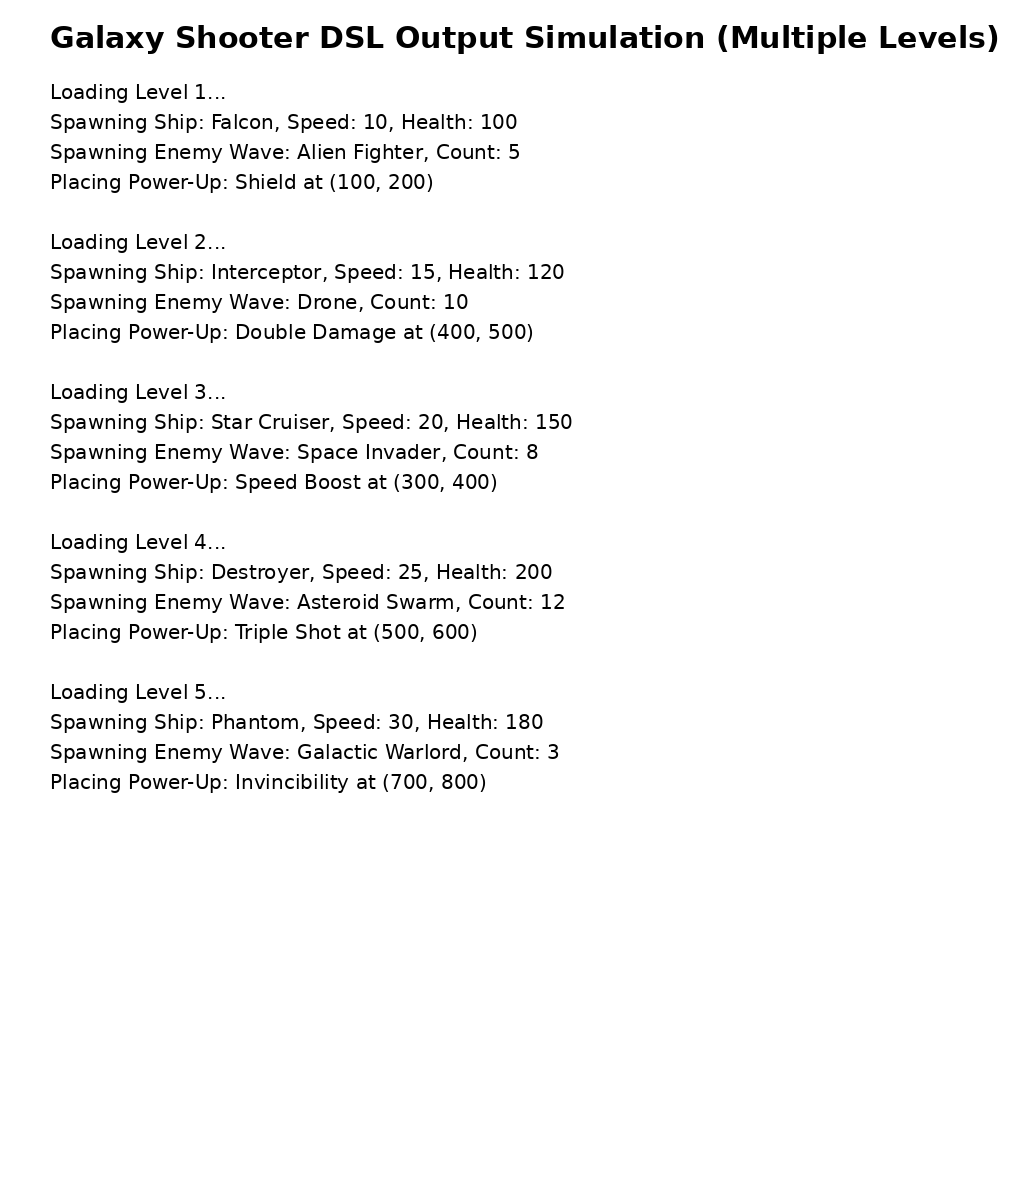 Galaxy Shooter DSL Output Simulation (Multiple Levels)
Loading Level 1...
Spawning Ship: Falcon, Speed: 10, Health: 100
Spawning Enemy Wave: Alien Fighter, Count: 5
Placing Power-Up: Shield at (100, 200)
Loading Level 2...
Spawning Ship: Interceptor, Speed: 15, Health: 120
Spawning Enemy Wave: Drone, Count: 10
Placing Power-Up: Double Damage at (400, 500)
Loading Level 3...
Spawning Ship: Star Cruiser, Speed: 20, Health: 150
Spawning Enemy Wave: Space Invader, Count: 8
Placing Power-Up: Speed Boost at (300, 400)
Loading Level 4...
Spawning Ship: Destroyer, Speed: 25, Health: 200
Spawning Enemy Wave: Asteroid Swarm, Count: 12
Placing Power-Up: Triple Shot at (500, 600)
Loading Level 5...
Spawning Ship: Phantom, Speed: 30, Health: 180
Spawning Enemy Wave: Galactic Warlord, Count: 3
Placing Power-Up: Invincibility at (700, 800)